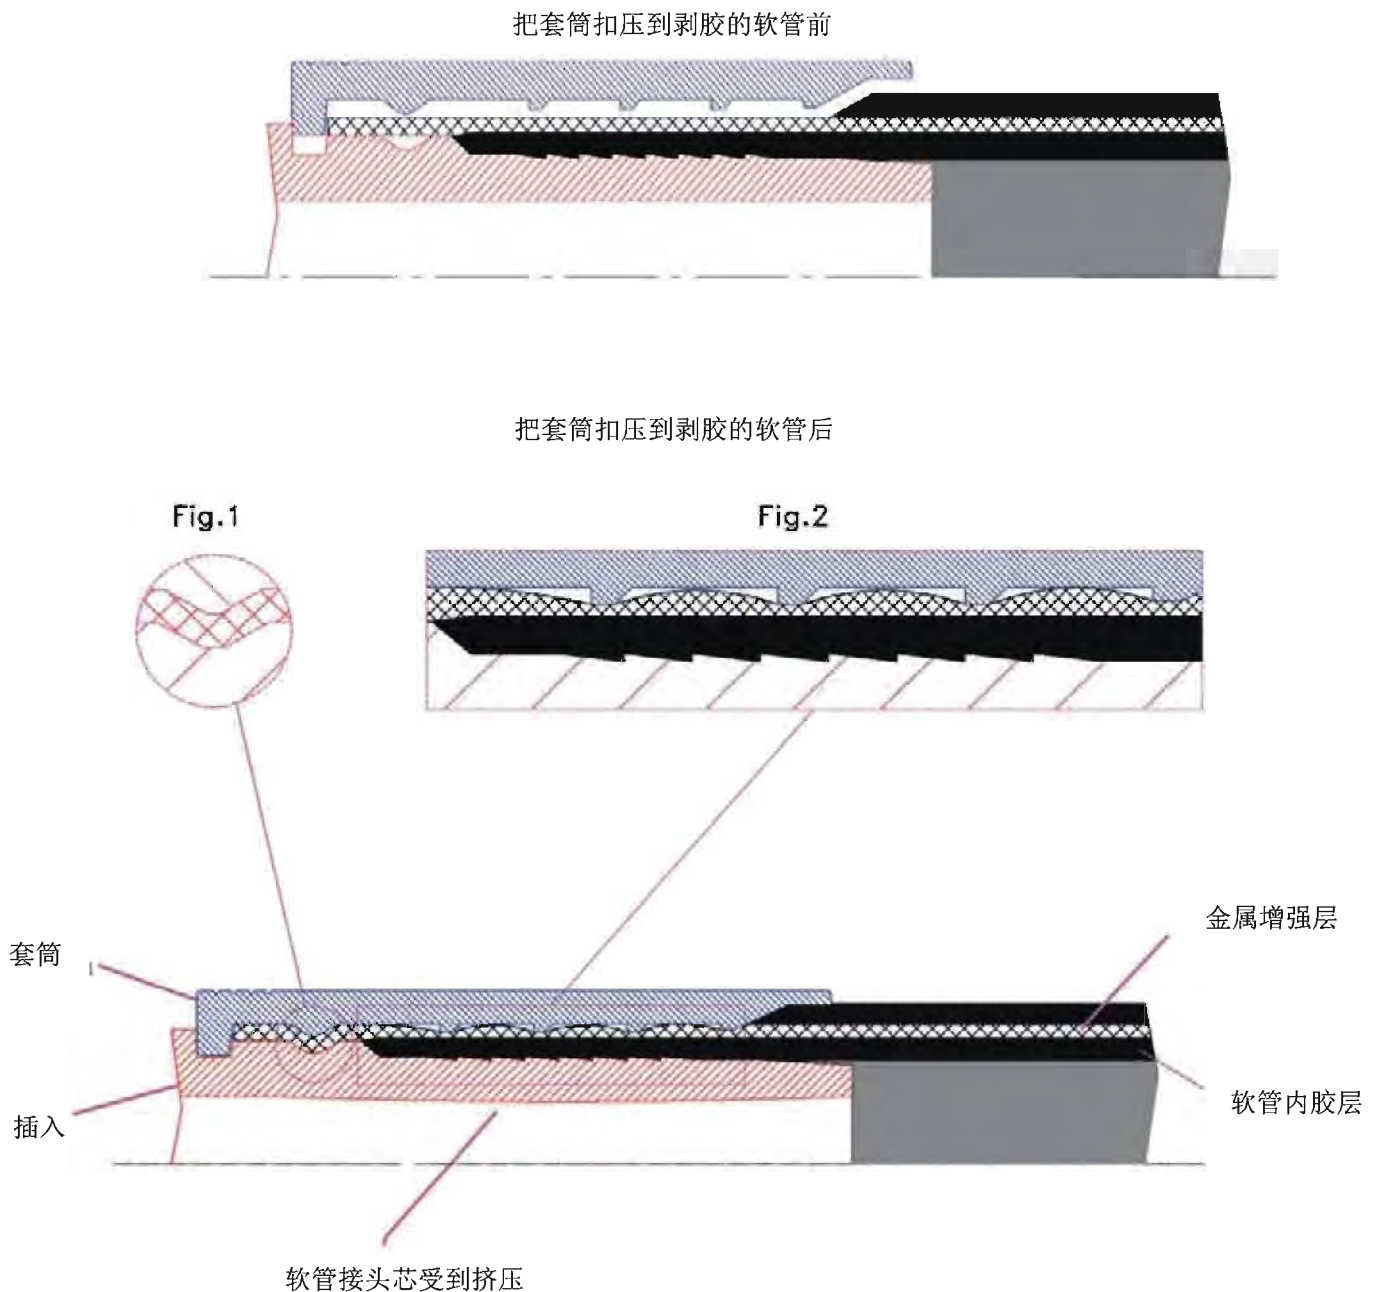 把套筒扣压到剥胶的软管前
把套筒扣压到剥胶的软管后
Fig.1
Fig.2
金属增强层
套筒
软管内胶层
插入
软管接头芯受到挤压